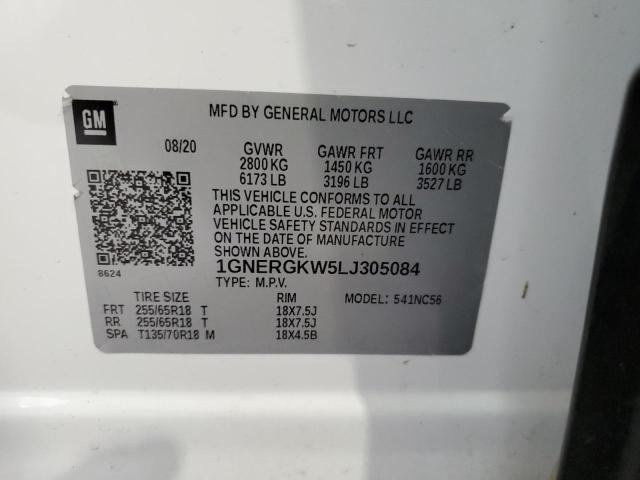 GM
MFD BY GENERAL MOTORS LLC
08/20 GVWR GAWR FRT GAWR RR
2800 KG 1450 KG 1600 KG
6173 LB 3196 LB 3527 LB
THIS VEHICLE CONFORMS TO ALL
APPLICABLE U.S. FEDERAL MOTOR
VEHICLE SAFETY STANDARDS IN EFFECT
ON THE DATE OF MANUFACTURE
SHOWN ABOVE.
8624
1GNERGKW5LJ305084
TYPE: M.P.V. MODEL: 541NC56
TIRE SIZE RIM
FRT 255/65R18 T 18X7.5J
RR 255/65R18 T 18X7.5J
SPA T135/70R18 M 18X4.5B